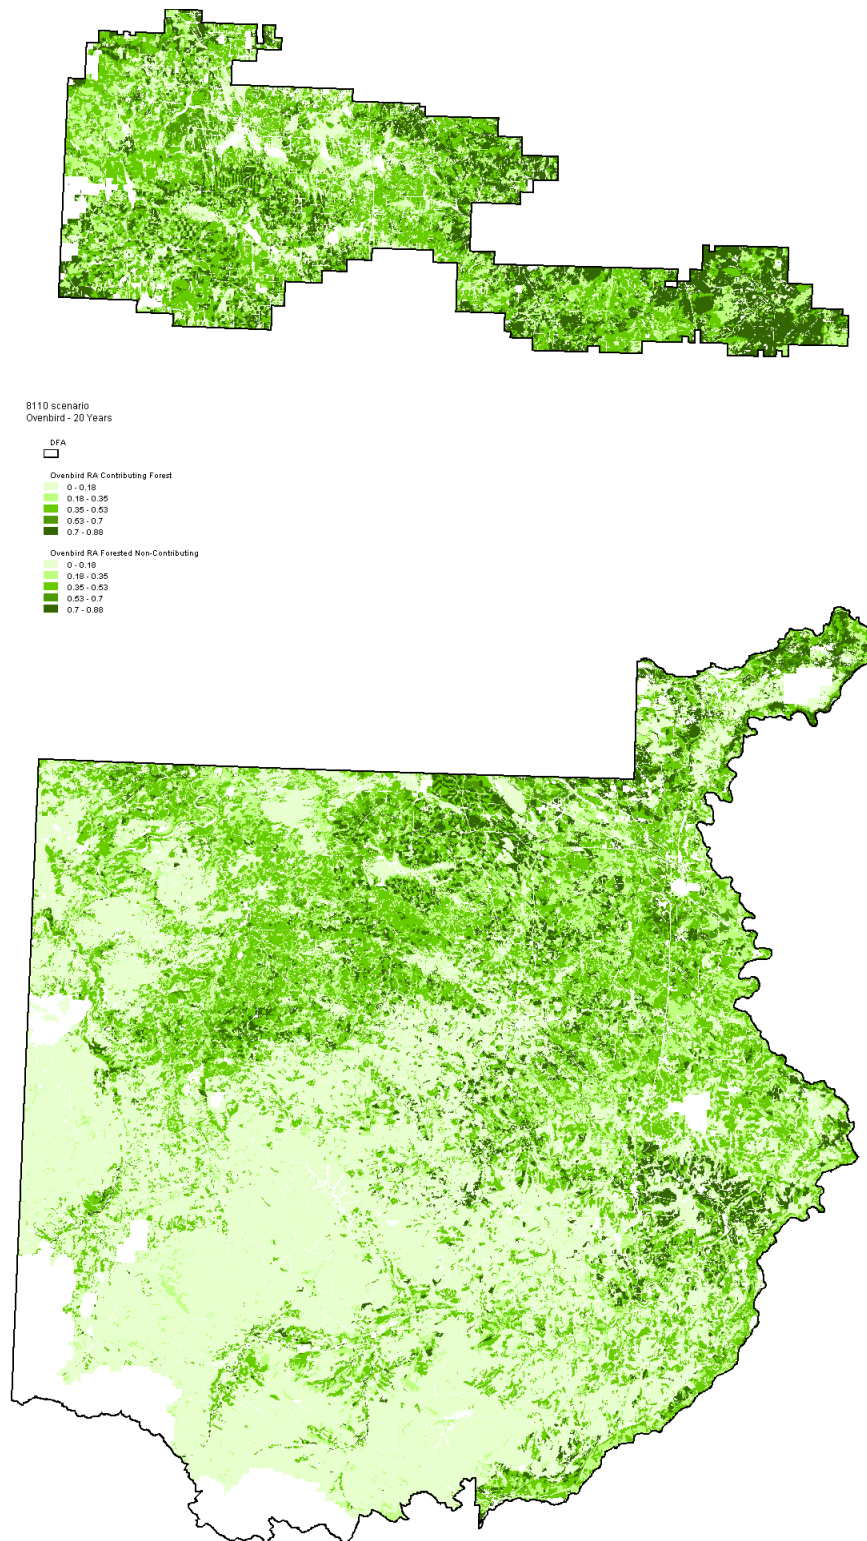 8110 scenario
Ovenbird - 20 Years
DFA
Ovenbird RA Contributing Forest
0 - 0.18
0.18 - 0.35
0.35 - 0.53
0.53 - 0.7
0.7 - 0.88
Ovenbird RA Forested Non-Contributing
0 - 0.18
0.18 - 0.35
0.35 - 0.53
0.53 - 0.7
0.7 - 0.88